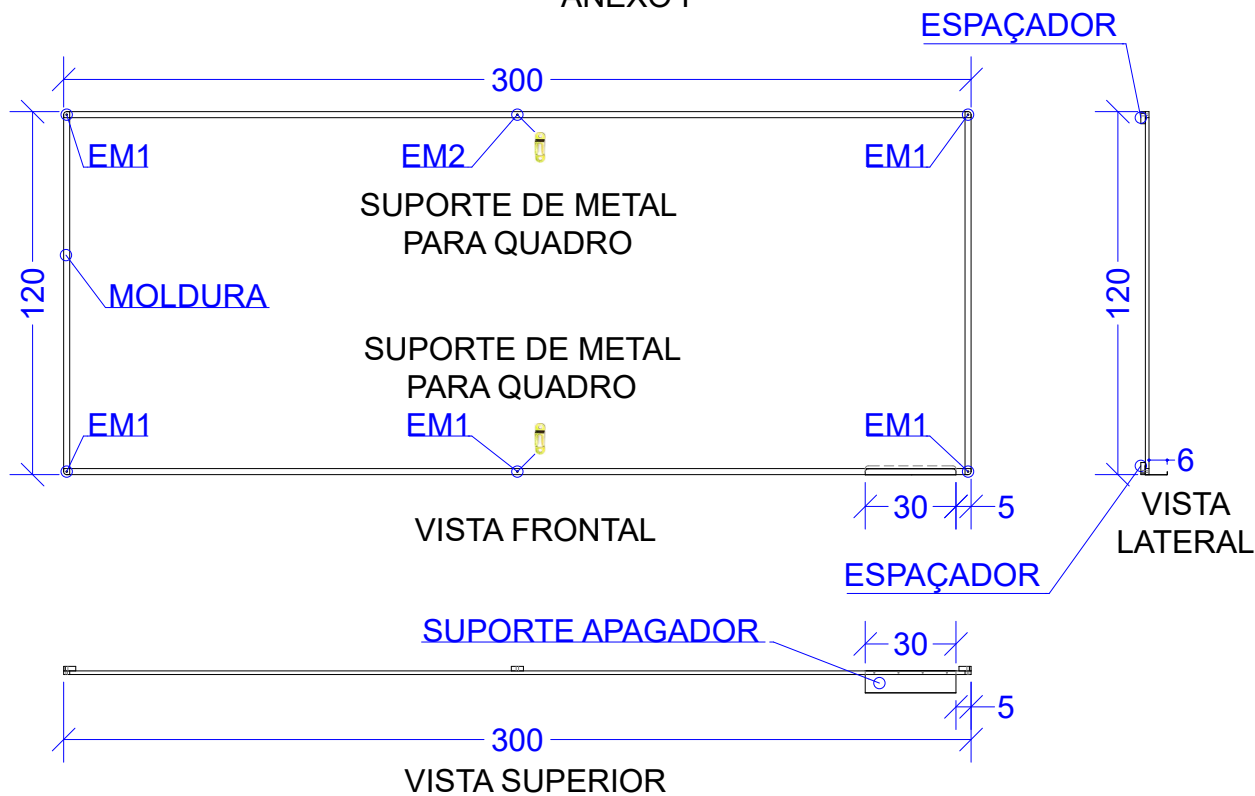 ANEXO I
ESPAÇADOR
300
EM1
EM2
EM1
SUPORTE DE METAL
PARA QUADRO
120
MOLDURA
120
SUPORTE DE METAL
PARA QUADRO
EM1
EM1
EM1
6
30
5
VISTA FRONTAL
VISTA
LATERAL
ESPAÇADOR
SUPORTE APAGADOR
30
5
300
VISTA SUPERIOR